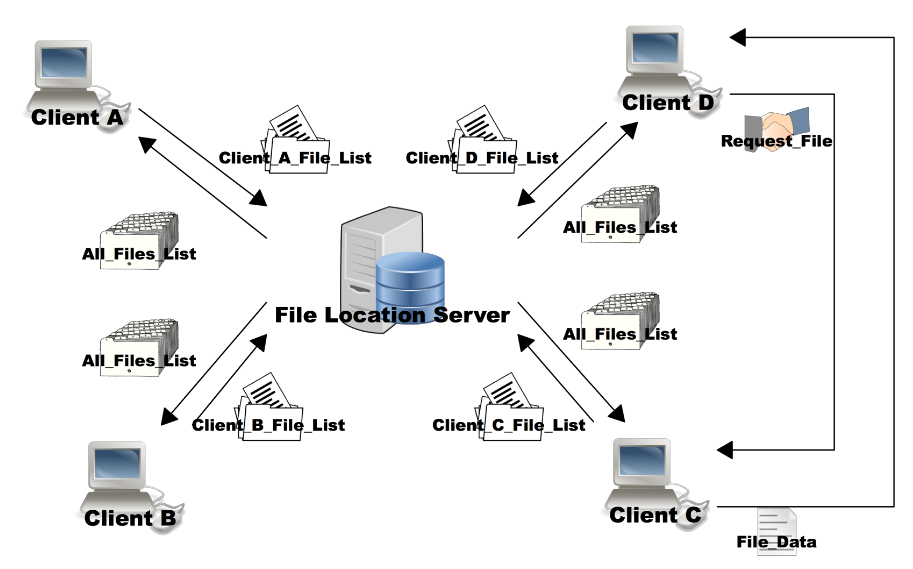 Client A
Client D
Client_A_File_List
Client_D_File_List
Request_File
All_Files_List
All_Files_List
File Location Server
All_Files_List
All_Files_List
Client_B_File_List
Client_C_File_List
Client B
Client C
File_Data